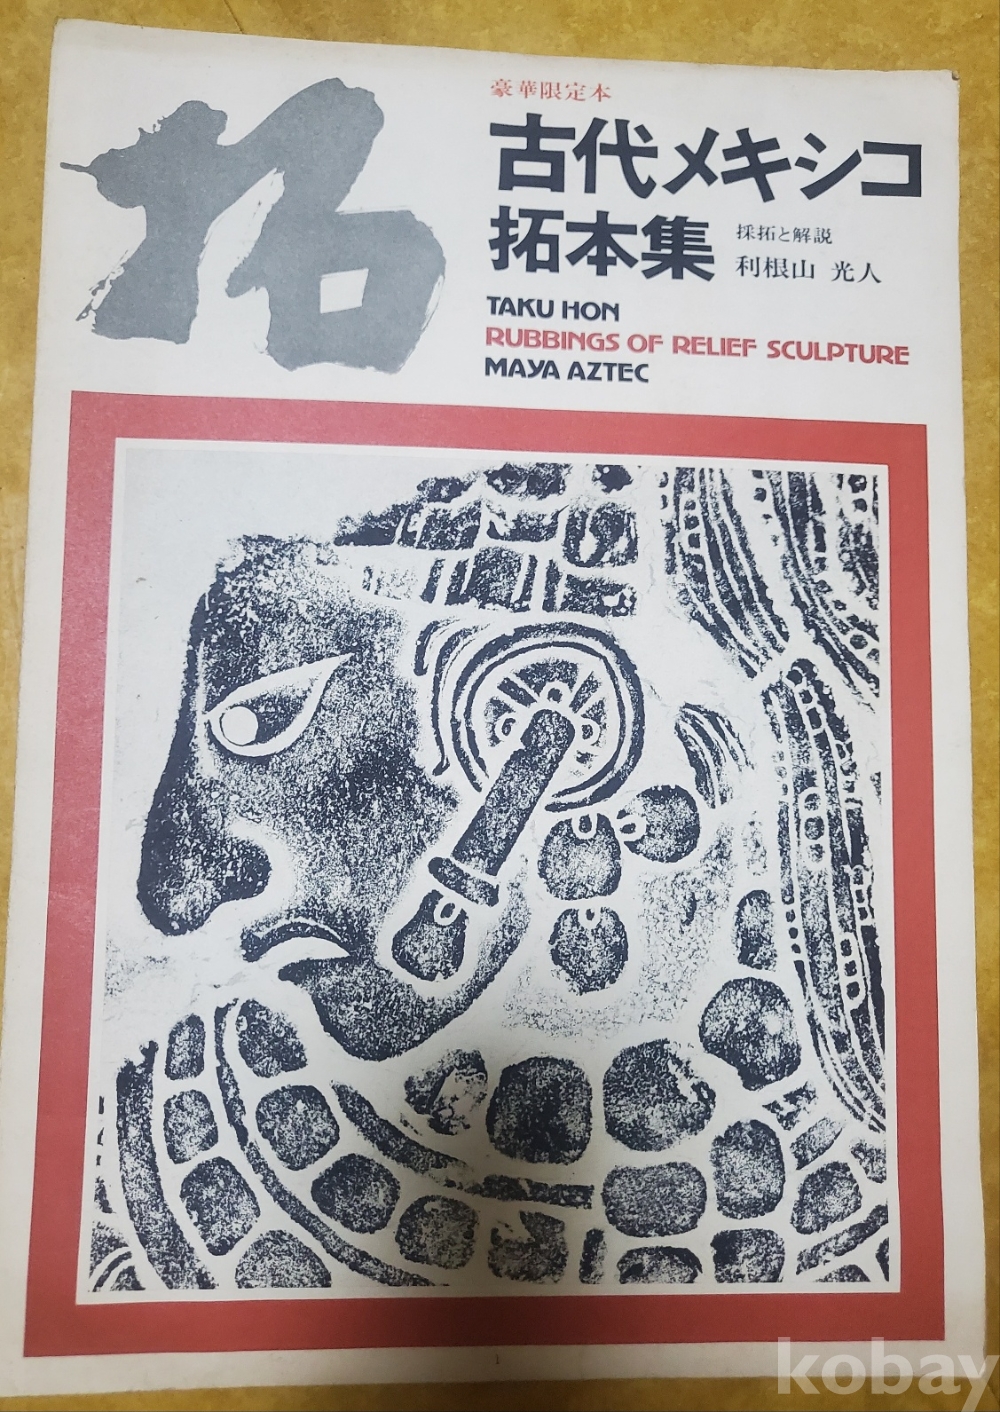 拓
豪華限定本
古代メキシコ
拓本集
採拓と解説
利根山 光人
TAKU HON
RUBBINGS OF RELIEF SCULPTURE
MAYA AZTEC
1
kobay